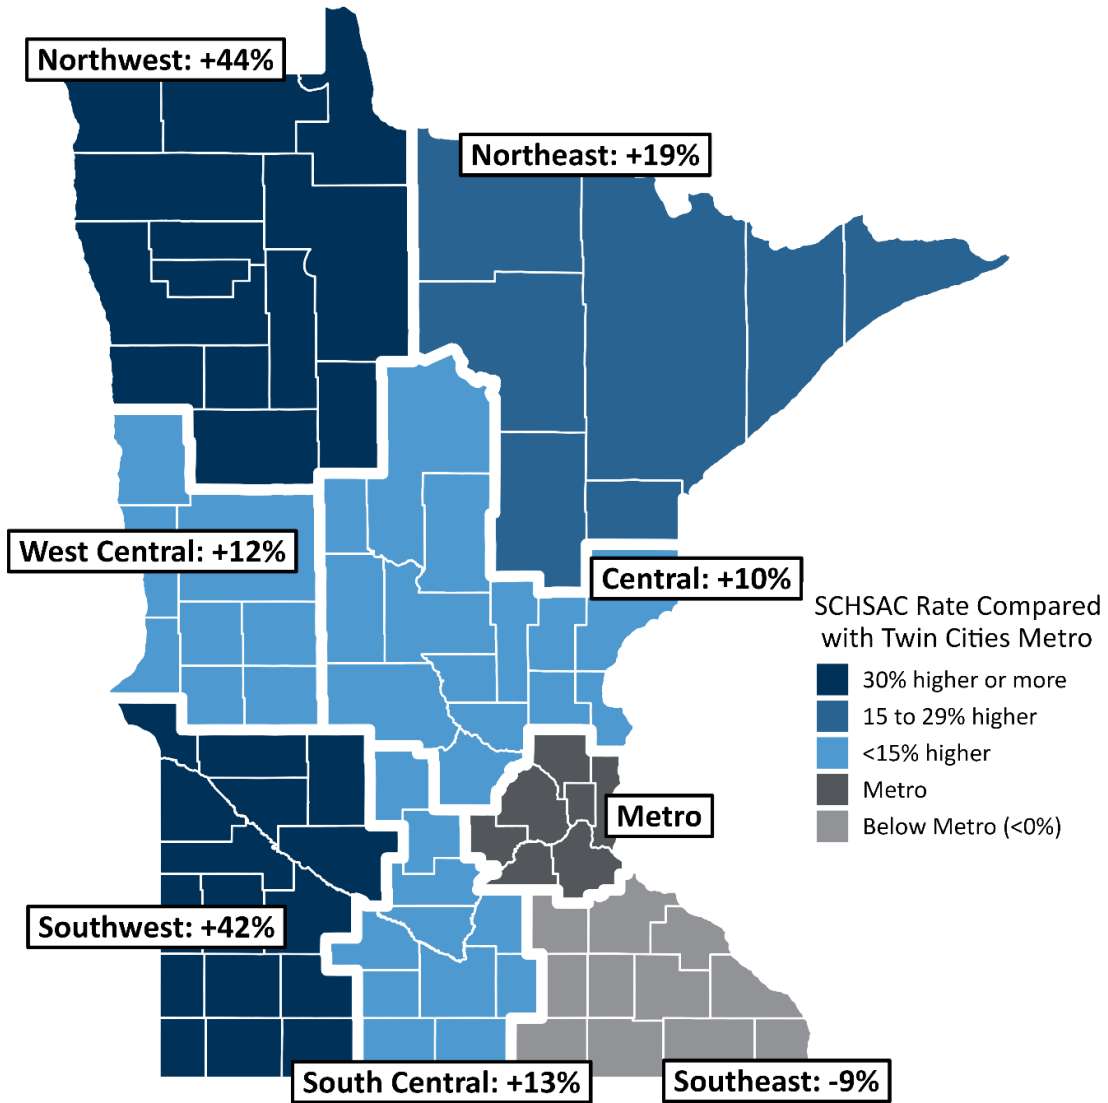 Northwest: +44%
Northeast: +19%
West Central: +12%
Central: +10%
SCHSAC Rate Compared
with Twin Cities Metro
30% higher or more
15 to 29% higher
<15% higher
Metro
Below Metro (<0%)
Metro
Southwest: +42%
South Central: +13%
Southeast: -9%